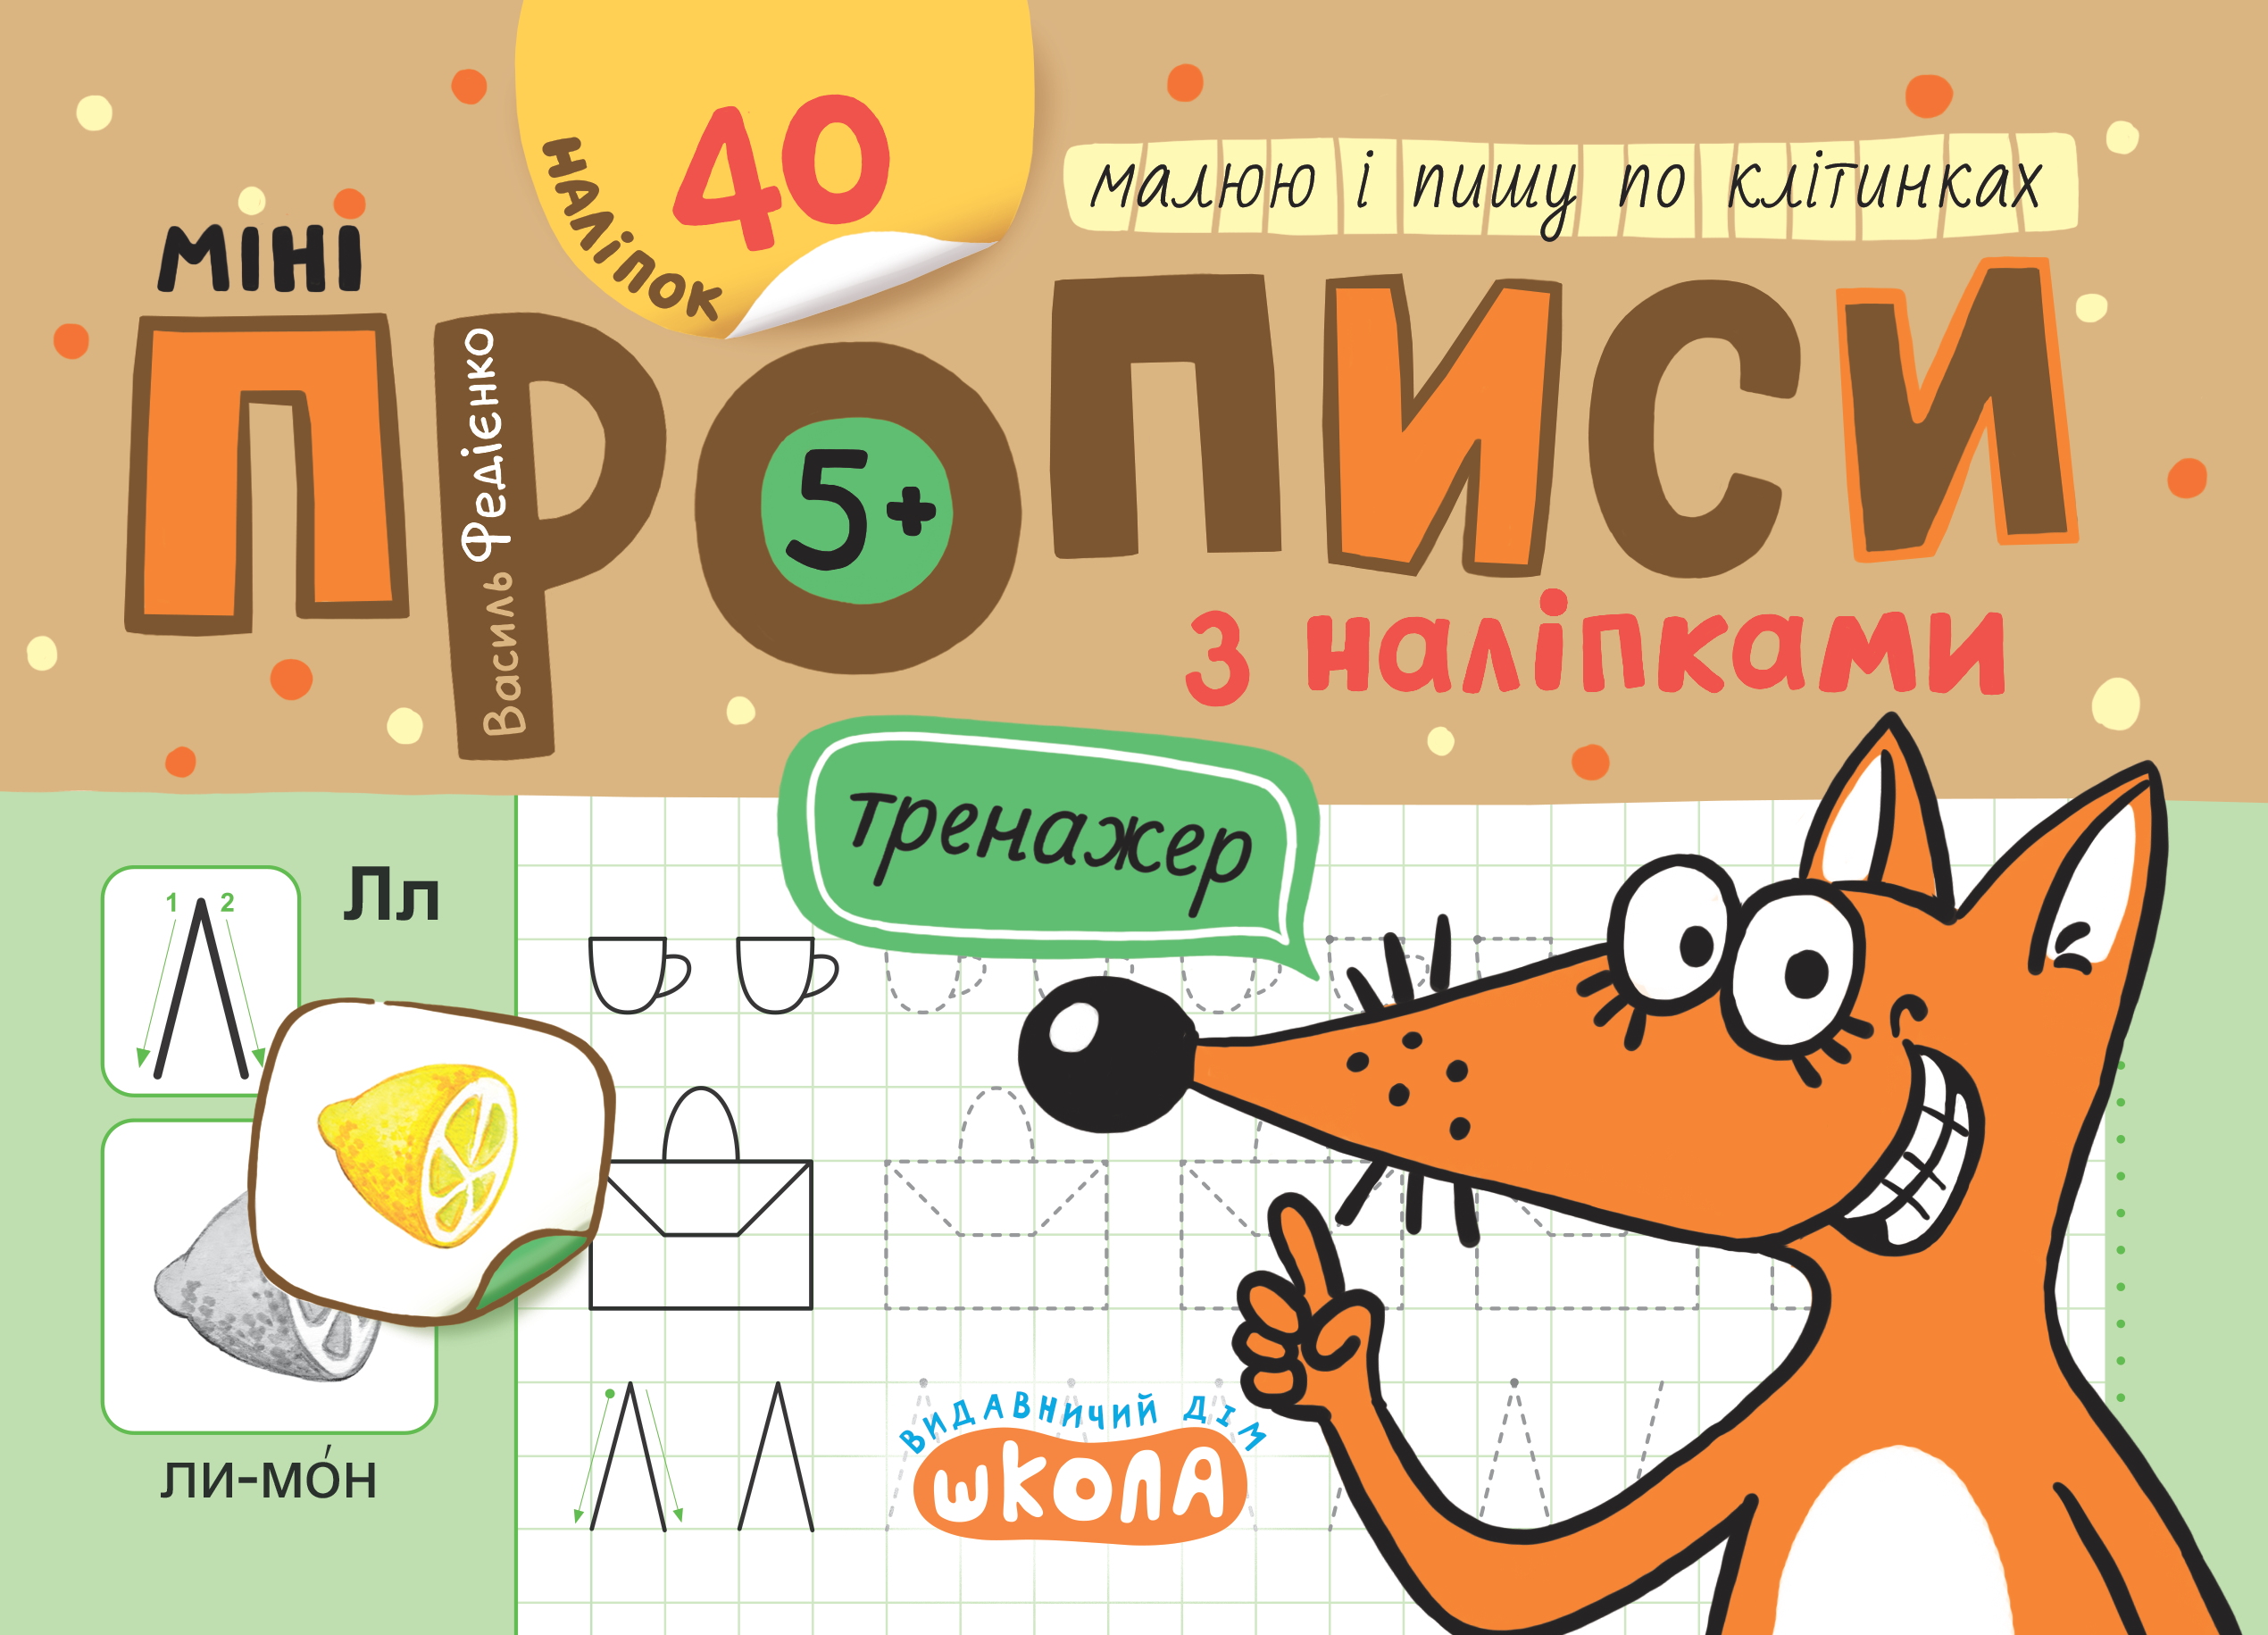 40
наліпок
малюю і пишу по клітинках
міні
ПРОПИСИ
Василь Федієнко
5+
з наліпками
тренажер
1 2
Лл
ли-мо́н
ВИДАВНИЧИЙ ДІМ
ШКОЛА